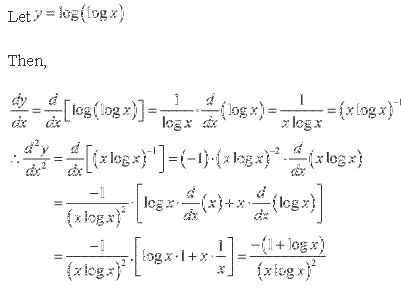 Let y = log(log x)
Then,
dy/dx = d/dx[log(log x)] = 1/log x · d/dx(log x) = 1/(x log x) = (x log x)⁻¹
∴ d²y/dx² = d/dx[(x log x)⁻¹] = (−1)·(x log x)⁻²·d/dx(x log x)
= −1/(x log x)²·[log x·d/dx(x) + x·d/dx(log x)]
= −1/(x log x)².[log x·1 + x·1/x] = −(1+log x)/(x log x)²